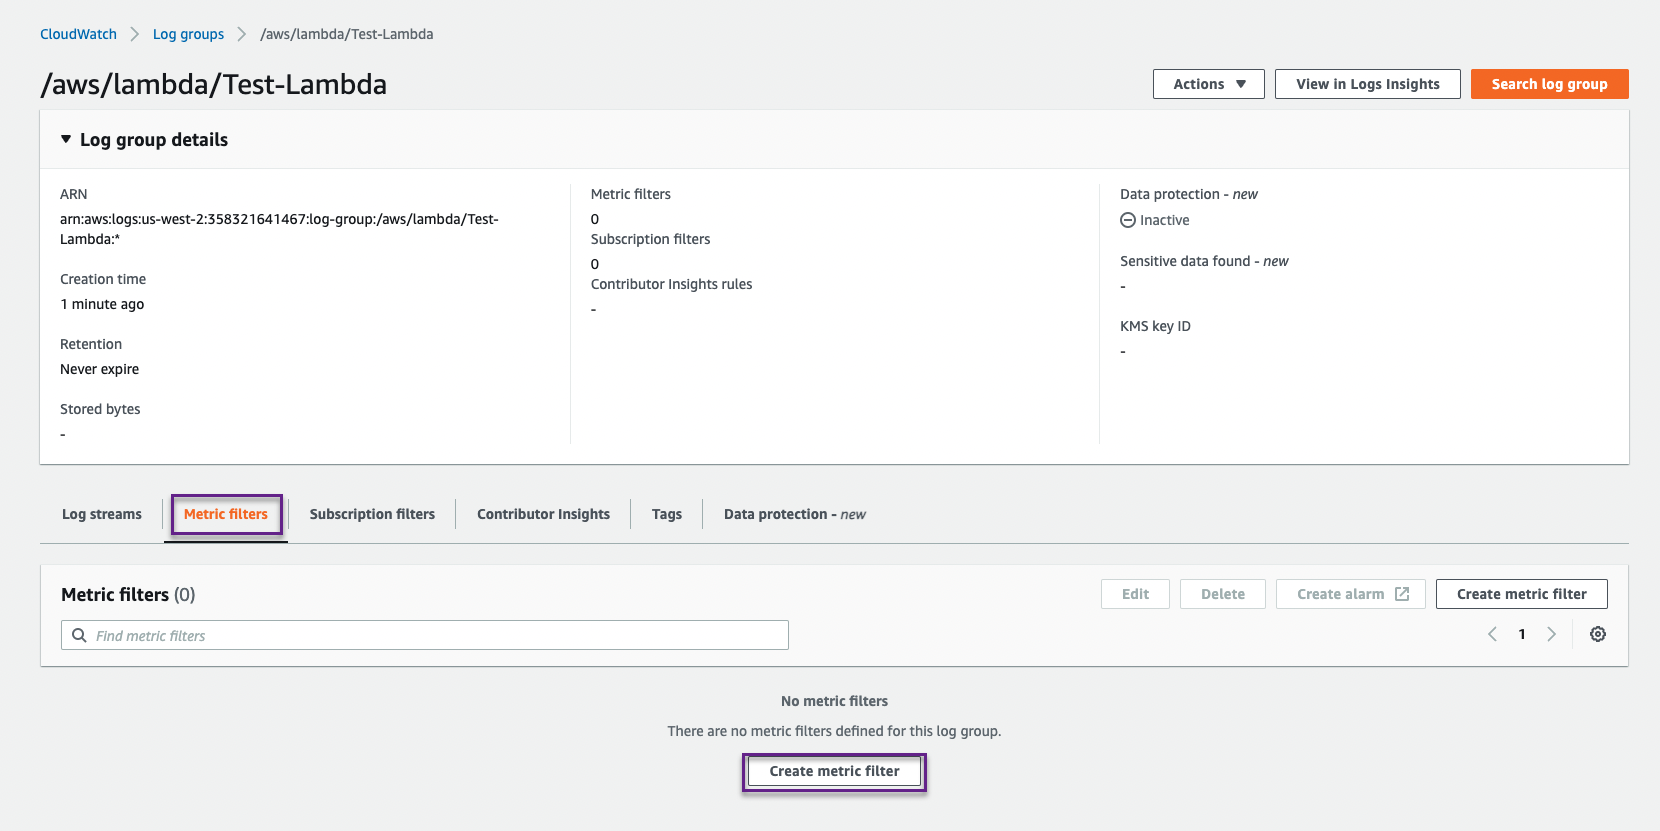 CloudWatch > Log groups > /aws/lambda/Test-Lambda
/aws/lambda/Test-Lambda
Actions ▼
View in Logs Insights
Search log group
▼ Log group details
ARN
arn:aws:logs:us-west-2:358321641467:log-group:/aws/lambda/Test-
Lambda:*
Creation time
1 minute ago
Retention
Never expire
Stored bytes
-
Metric filters
0
Subscription filters
0
Contributor Insights rules
-
Data protection - new
Inactive
Sensitive data found - new
-
KMS key ID
-
Log streams
Metric filters
Subscription filters
Contributor Insights
Tags
Data protection - new
Metric filters (0)
Edit
Delete
Create alarm
Create metric filter
Find metric filters
< 1 >
No metric filters
There are no metric filters defined for this log group.
Create metric filter